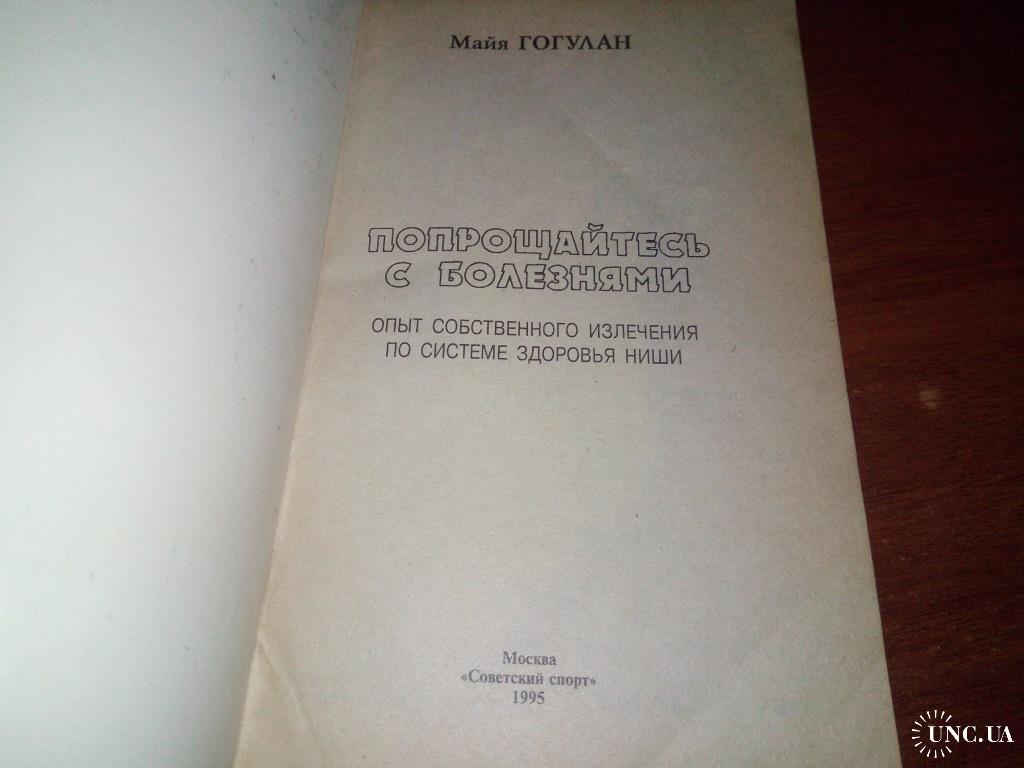 Майя ГОГУЛАН
ПОПРОЩАЙТЕСЬ
С БОЛЕЗНЯМИ
ОПЫТ СОБСТВЕННОГО ИЗЛЕЧЕНИЯ
ПО СИСТЕМЕ ЗДОРОВЬЯ НИШИ
Москва
«Советский спорт»
1995
UNC.UA